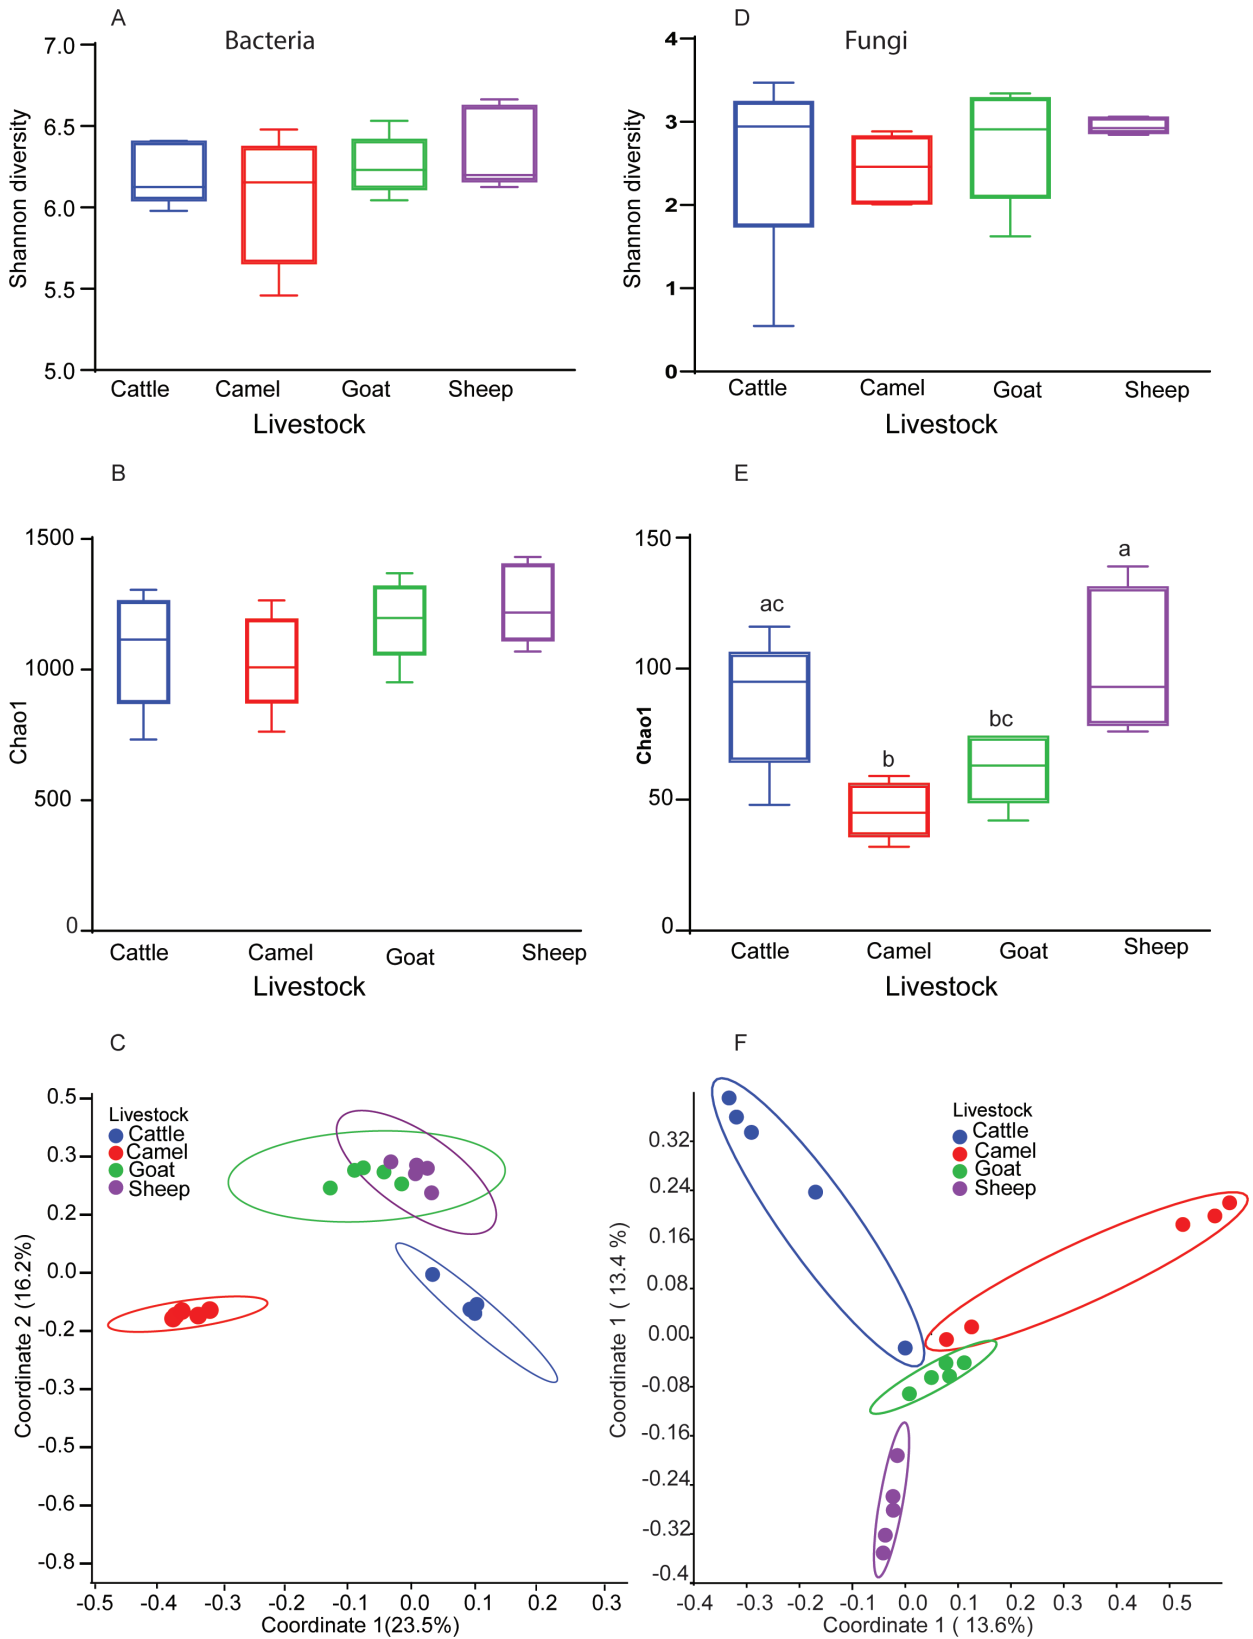 A
Bacteria
7.0
6.5
6.0
5.5
5.0
Shannon diversity
Cattle Camel Goat Sheep
Livestock
D
Fungi
4
3
2
1
0
Shannon diversity
Cattle Camel Goat Sheep
Livestock
B
1500
1000
500
0
Chao1
Cattle Camel Goat Sheep
Livestock
E
150
100
50
0
Chao1
ac
b
bc
a
Cattle Camel Goat Sheep
Livestock
C
0.5
0.3
0.2
0.0
-0.2
-0.3
-0.5
-0.6
-0.8
Coordinate 2 (16.2%)
Livestock
Cattle
Camel
Goat
Sheep
-0.5 -0.4 -0.3 -0.2 -0.1 0.0 0.1 0.2 0.3
Coordinate 1(23.5%)
F
0.32
0.24
0.16
0.08
0.00
-0.08
-0.16
-0.24
-0.32
-0.4
Coordinate 1 ( 13.4 %)
Livestock
Cattle
Camel
Goat
Sheep
-0.4 -0.3 -0.2 -0.1 0.0 0.1 0.2 0.3 0.4 0.5
Coordinate 1 ( 13.6%)